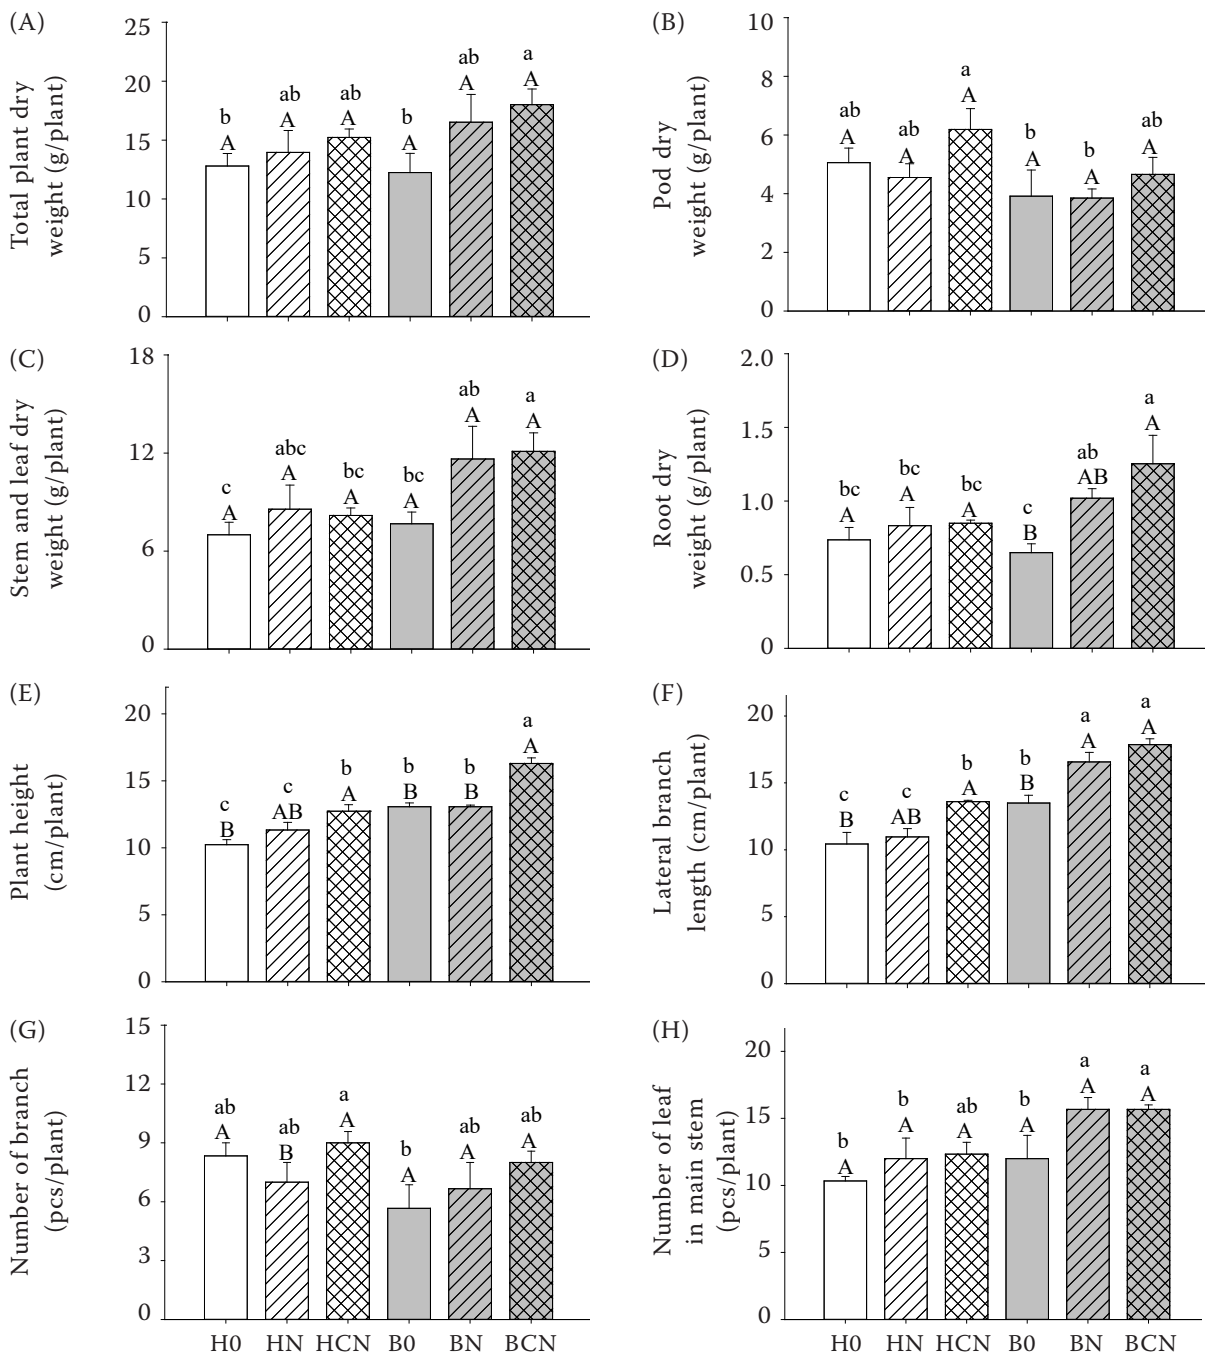 (A)
Total plant dry
weight (g/plant)
25
20
15
10
5
0
b
A
ab
A
ab
A
b
A
ab
A
a
A
(B)
Pod dry
weight (g/plant)
10
8
6
4
2
0
ab
A
ab
A
a
A
b
A
b
A
ab
A
(C)
Stem and leaf dry
weight (g/plant)
18
12
6
0
c
A
abc
A
bc
A
bc
A
ab
A
a
A
(D)
Root dry
weight (g/plant)
2.0
1.5
1.0
0.5
0
bc
A
bc
A
bc
A
c
B
ab
AB
a
A
(E)
Plant height
(cm/plant)
20
15
10
5
0
c
B
c
AB
b
A
b
B
b
B
a
A
(F)
Lateral branch
length (cm/plant)
20
15
10
5
0
c
B
c
AB
b
A
b
B
a
A
a
A
(G)
Number of branch
(pcs/plant)
15
12
9
6
3
0
ab
A
ab
B
a
A
b
A
ab
A
ab
A
H0 HN HCN B0 BN BCN
(H)
Number of leaf
in main stem
(pcs/plant)
20
15
10
5
0
b
A
b
A
ab
A
b
A
a
A
a
A
H0 HN HCN B0 BN BCN